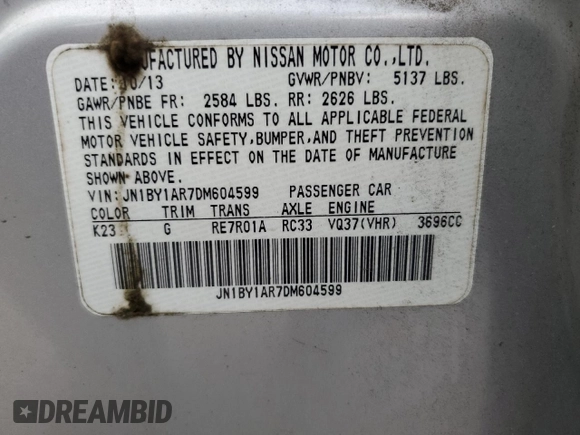 MANUFACTURED BY NISSAN MOTOR CO.,LTD.
DATE: 10/13 GVWR/PNBV: 5137 LBS.
GAWR/PNBE FR: 2584 LBS. RR: 2626 LBS.
THIS VEHICLE CONFORMS TO ALL APPLICABLE FEDERAL
MOTOR VEHICLE SAFETY,BUMPER,AND THEFT PREVENTION
STANDARDS IN EFFECT ON THE DATE OF MANUFACTURE
SHOWN ABOVE.
VIN:JN1BY1AR7DM604599 PASSENGER CAR
COLOR TRIM TRANS AXLE ENGINE
K23 G RE7R01A RC33 VQ37(VHR) 3696CC
JN1BY1AR7DM604599
DREAMBID